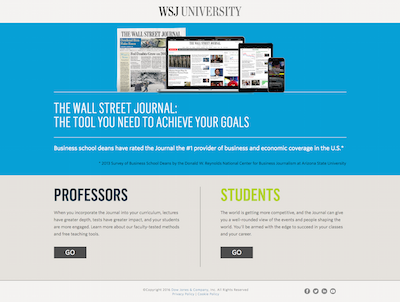 WSJ UNIVERSITY
THE WALL STREET JOURNAL.
THE WALL STREET JOURNAL:
THE TOOL YOU NEED TO ACHIEVE YOUR GOALS
Business school deans have rated the Journal the #1 provider of business and economic coverage in the U.S.*
* 2013 Survey of Business School Deans by the Donald W. Reynolds National Center for Business Journalism at Arizona State University
PROFESSORS
When you incorporate the Journal into your curriculum, lectures
have greater depth, tests have greater impact, and your students
are more engaged. Learn more about our faculty-tested methods
and free teaching tools.
GO
STUDENTS
The world is getting more competitive, and the Journal can give
you a well-rounded view of the events and people shaping the
world. You'll be armed with the edge to succeed in your classes
and your career.
GO
©Copyright 2016 Dow Jones & Company, Inc. All Rights Reserved.
Privacy Policy | Cookie Policy